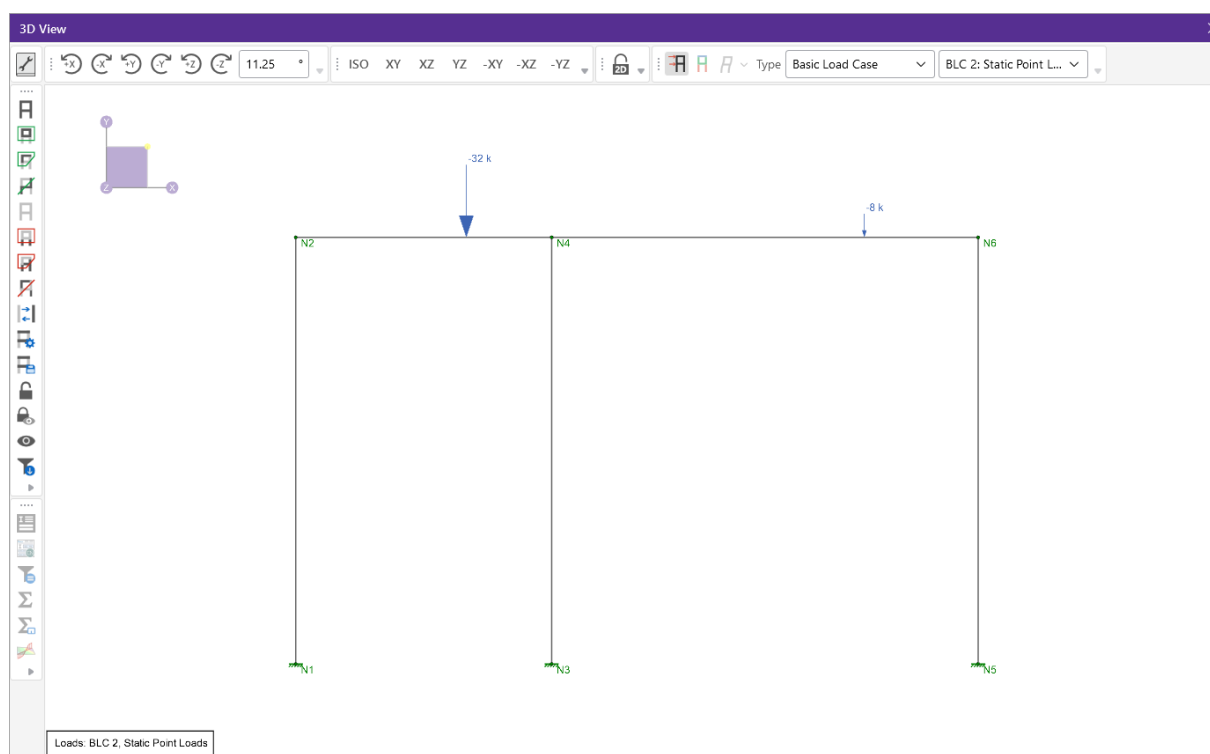 3D View
+X -X +Y -Y +Z -Z 11.25 ° ISO XY XZ YZ -XY -XZ -YZ 2D Type Basic Load Case BLC 2: Static Point L...
Y
Z X
-32 k
-8 k
N2 N4 N6
N1 N3 N5
Loads: BLC 2, Static Point Loads